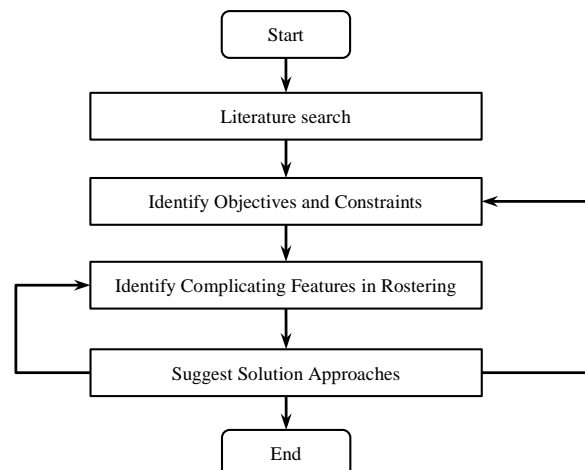 Start
Literature search
Identify Objectives and Constraints
Identify Complicating Features in Rostering
Suggest Solution Approaches
End